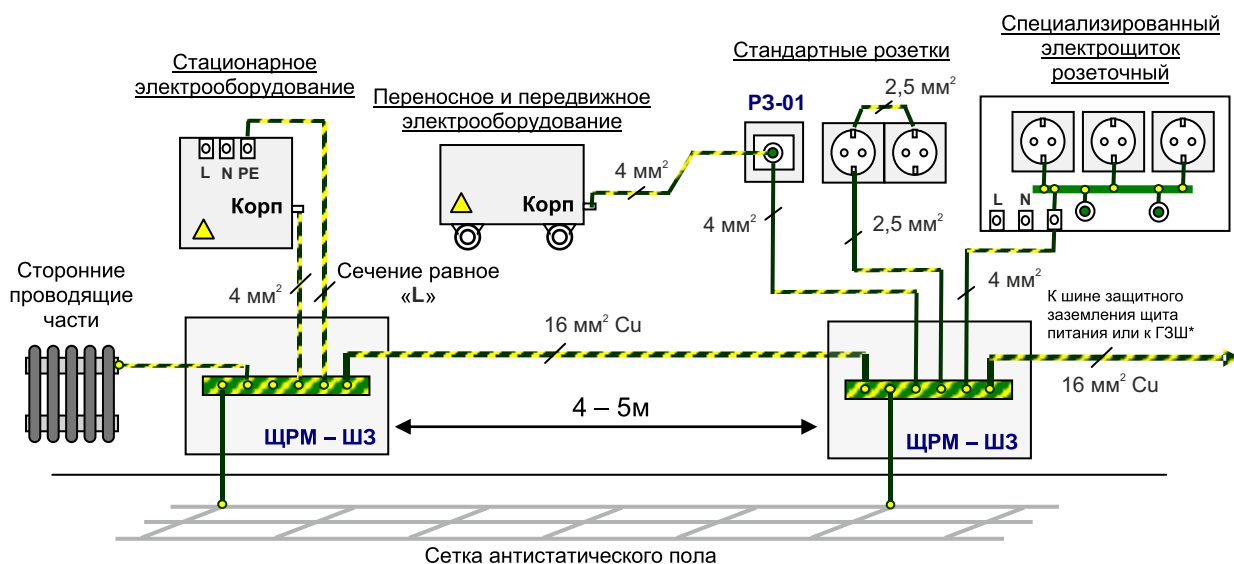 Специализированный
электрощиток
розеточный
Стандартные розетки
Стационарное
электрооборудование
Переносное и передвижное
электрооборудование
РЗ-01
2,5 мм²
L N PE
Корп
Корп
4 мм²
4 мм²
2,5 мм²
L N
Сторонние
проводящие
части
4 мм²
Сечение равное
«L»
4 мм²
К шине защитного
заземления щита
питания или к ГЗШ*
16 мм² Cu
16 мм² Cu
4 – 5м
ЩРМ – ШЗ
ЩРМ – ШЗ
Сетка антистатического пола